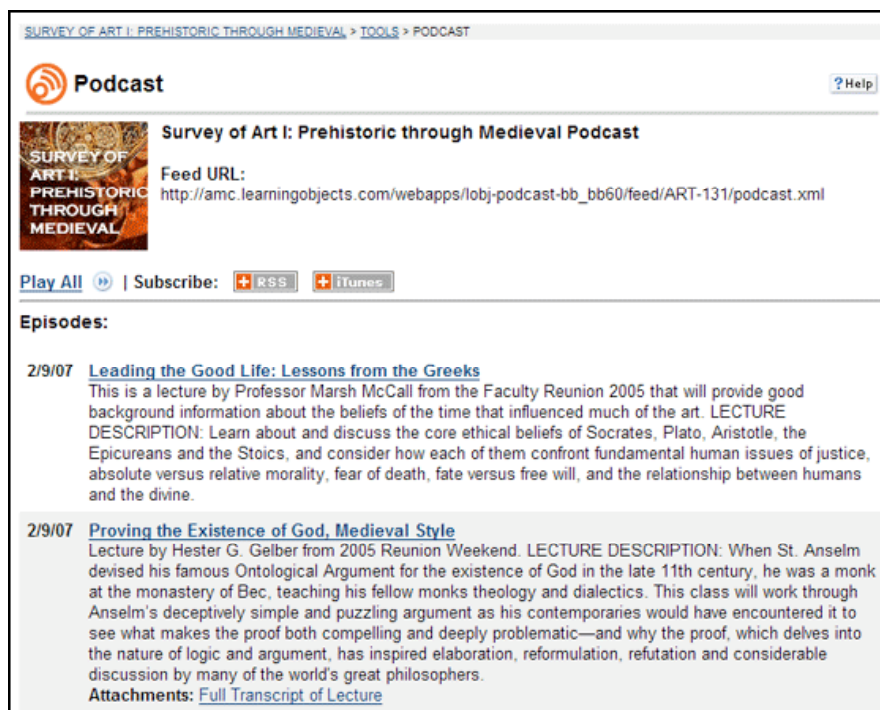 SURVEY OF ART I: PREHISTORIC THROUGH MEDIEVAL > TOOLS > PODCAST
Podcast
? Help
SURVEY OF
ART I:
PREHISTORIC
THROUGH
MEDIEVAL
Survey of Art I: Prehistoric through Medieval Podcast
Feed URL:
http://amc.learningobjects.com/webapps/lobj-podcast-bb_bb60/feed/ART-131/podcast.xml
Play All | Subscribe: + RSS + iTunes
Episodes:
2/9/07 Leading the Good Life: Lessons from the Greeks
This is a lecture by Professor Marsh McCall from the Faculty Reunion 2005 that will provide good
background information about the beliefs of the time that influenced much of the art. LECTURE
DESCRIPTION: Learn about and discuss the core ethical beliefs of Socrates, Plato, Aristotle, the
Epicureans and the Stoics, and consider how each of them confront fundamental human issues of justice,
absolute versus relative morality, fear of death, fate versus free will, and the relationship between humans
and the divine.
2/9/07 Proving the Existence of God, Medieval Style
Lecture by Hester G. Gelber from 2005 Reunion Weekend. LECTURE DESCRIPTION: When St. Anselm
devised his famous Ontological Argument for the existence of God in the late 11th century, he was a monk
at the monastery of Bec, teaching his fellow monks theology and dialectics. This class will work through
Anselm's deceptively simple and puzzling argument as his contemporaries would have encountered it to
see what makes the proof both compelling and deeply problematic—and why the proof, which delves into
the nature of logic and argument, has inspired elaboration, reformulation, refutation and considerable
discussion by many of the world's great philosophers.
Attachments: Full Transcript of Lecture